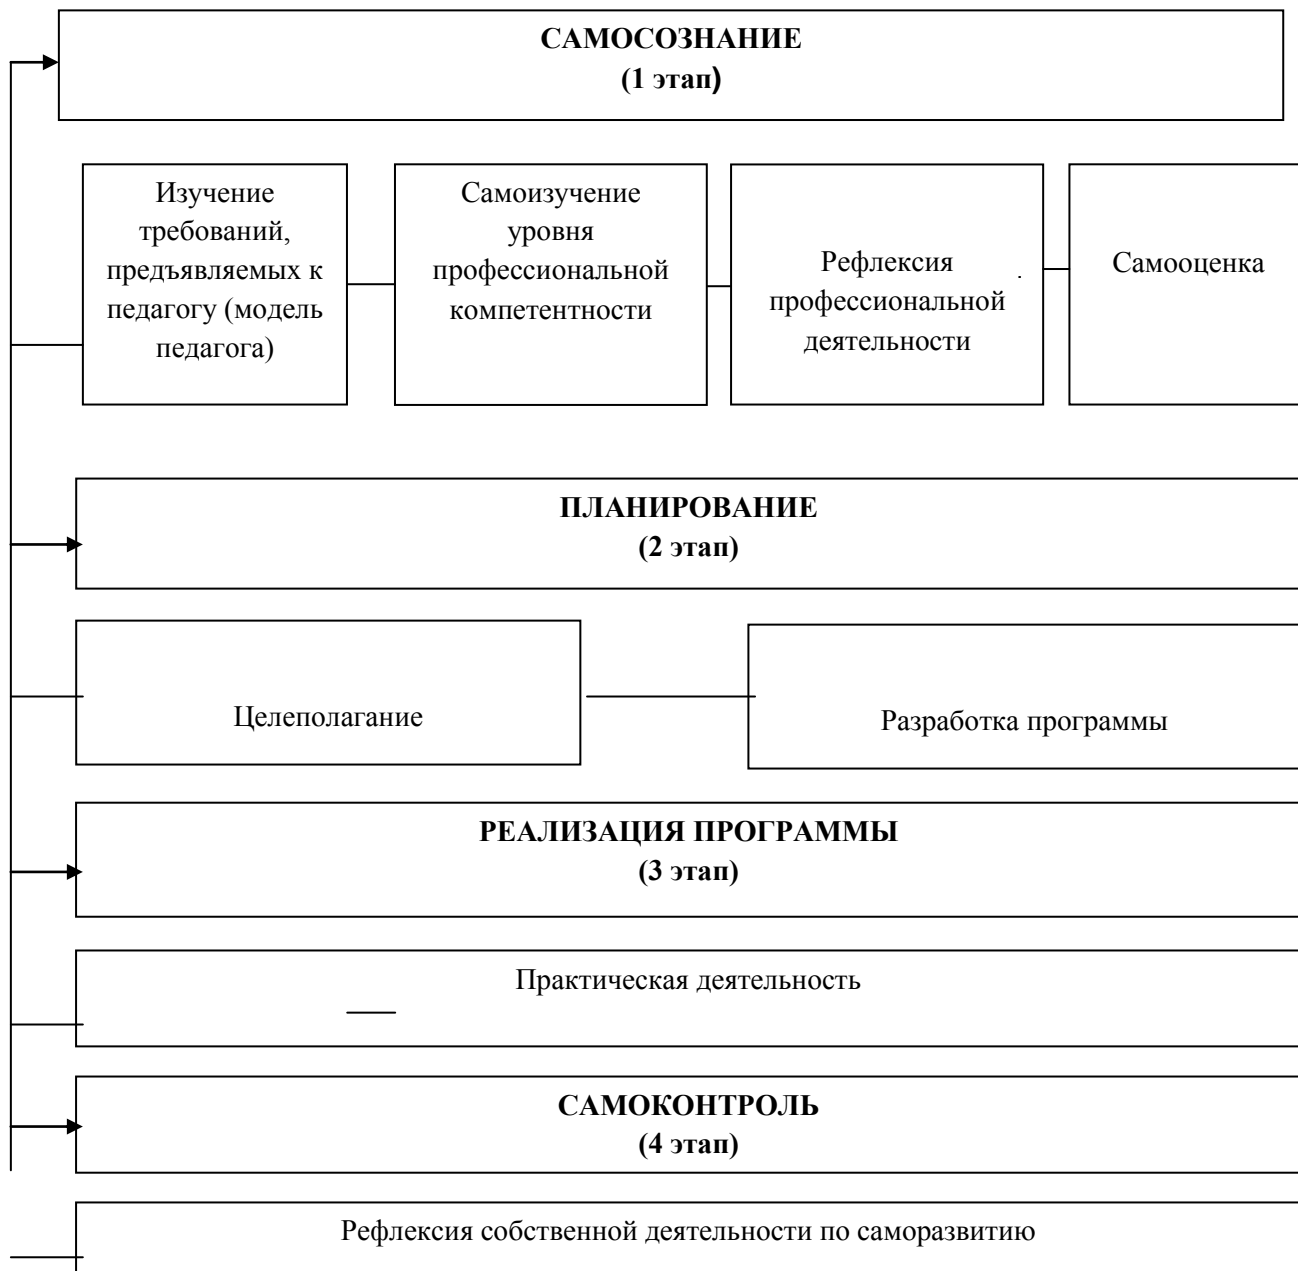 САМОСОЗНАНИЕ
(1 этап)
Изучение
требований,
предъявляемых к
педагогу (модель
педагога)
Самоизучение
уровня
профессиональной
компетентности
Рефлексия
профессиональной
деятельности
Самооценка
ПЛАНИРОВАНИЕ
(2 этап)
Целеполагание
Разработка программы
РЕАЛИЗАЦИЯ ПРОГРАММЫ
(3 этап)
Практическая деятельность
САМОКОНТРОЛЬ
(4 этап)
Рефлексия собственной деятельности по саморазвитию